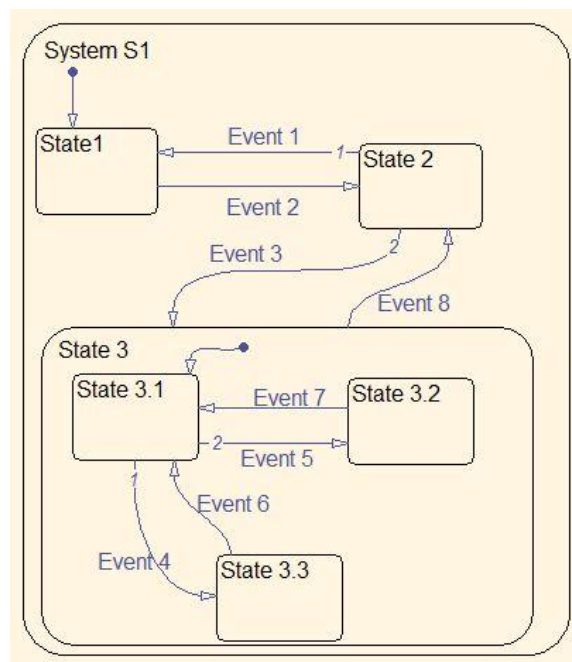 System S1
State1
Event 1
1
State 2
Event 2
2
Event 3
Event 8
State 3
State 3.1
Event 7
State 3.2
2
Event 5
1
Event 6
Event 4
State 3.3